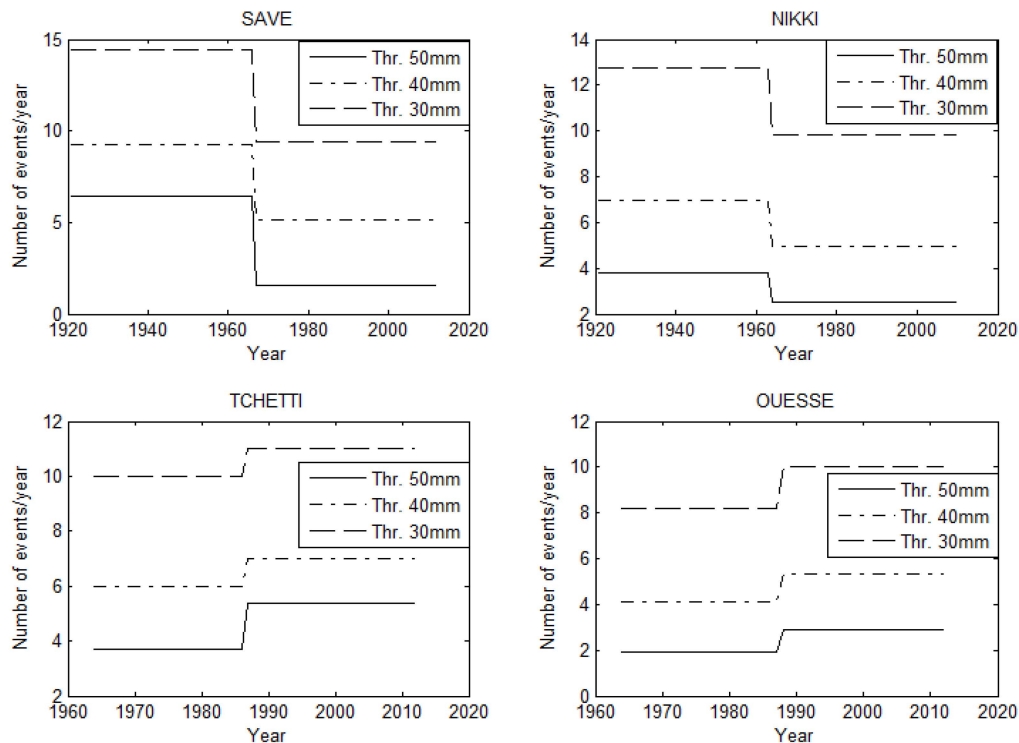 SAVE
15
10
5
0
Number of events/year
Thr. 50mm
Thr. 40mm
Thr. 30mm
1920 1940 1960 1980 2000 2020
Year
NIKKI
14
12
10
8
6
4
2
Number of events/year
Thr. 50mm
Thr. 40mm
Thr. 30mm
1920 1940 1960 1980 2000 2020
Year
TCHETTI
12
10
8
6
4
2
Number of events/year
Thr. 50mm
Thr. 40mm
Thr. 30mm
1960 1970 1980 1990 2000 2010 2020
Year
OUESSE
12
10
8
6
4
2
0
Number of events/year
Thr. 50mm
Thr. 40mm
Thr. 30mm
1960 1970 1980 1990 2000 2010 2020
Year